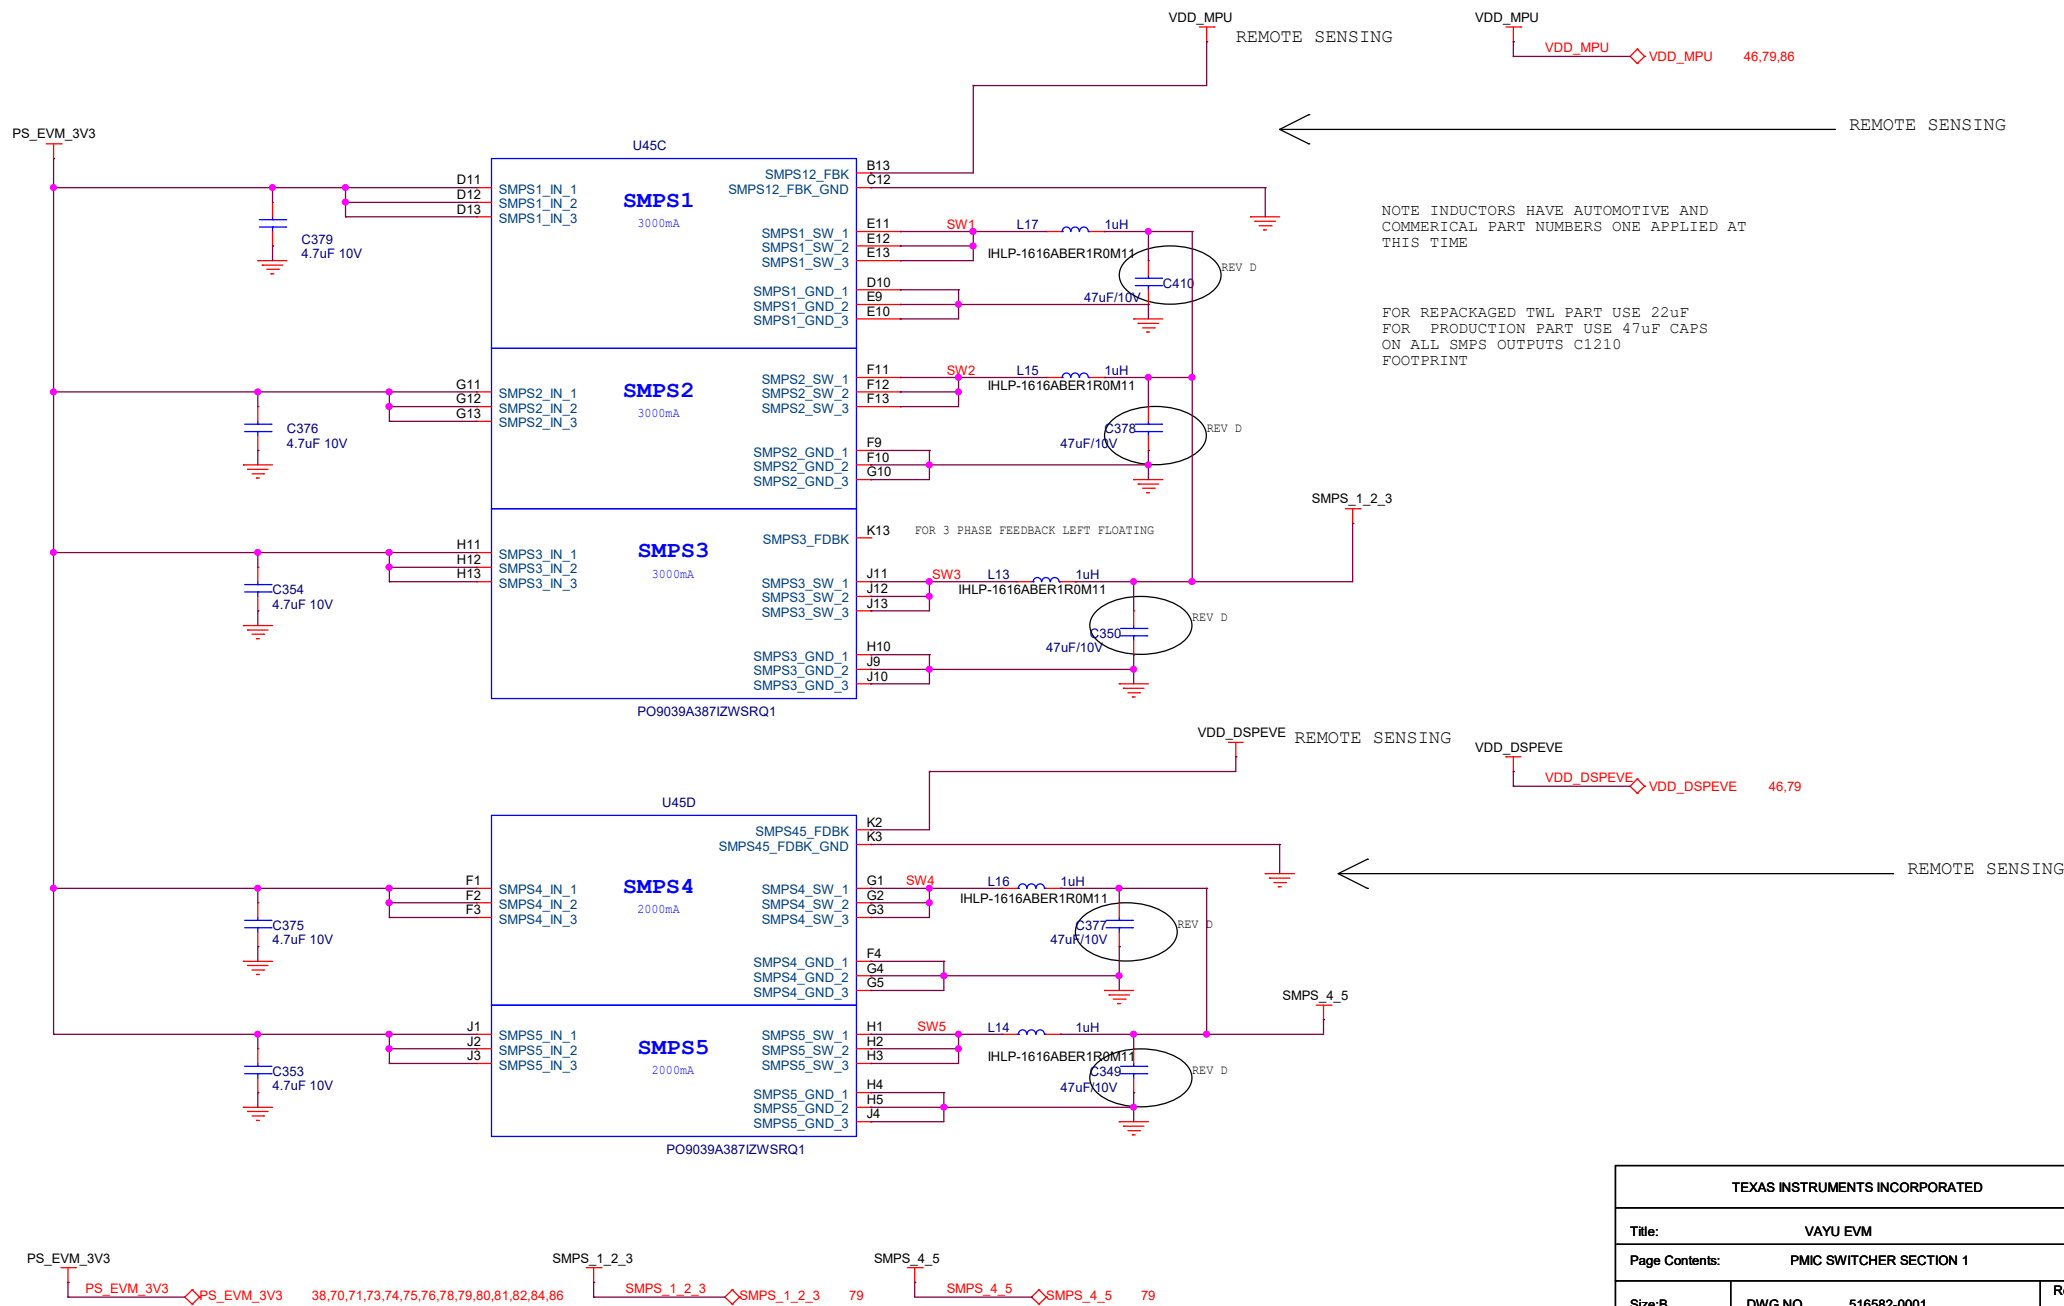 VDD_MPU
REMOTE SENSING
VDD_MPU
VDD_MPU
VDD_MPU 46,79,86
REMOTE SENSING
PS_EVM_3V3
U45C
SMPS1
3000mA
D11 SMPS1_IN_1
D12 SMPS1_IN_2
D13 SMPS1_IN_3
C379
4.7uF 10V
SMPS12_FBK B13
SMPS12_FBK_GND C12
SMPS1_SW_1 E11
SMPS1_SW_2 E12
SMPS1_SW_3 E13
SW1 L17 1uH
IHLP-1616ABER1R0M11
SMPS1_GND_1 D10
SMPS1_GND_2 E9
SMPS1_GND_3 E10
C410
47uF/10V
REV D
NOTE INDUCTORS HAVE AUTOMOTIVE AND
COMMERICAL PART NUMBERS ONE APPLIED AT
THIS TIME
FOR REPACKAGED TWL PART USE 22uF
FOR PRODUCTION PART USE 47uF CAPS
ON ALL SMPS OUTPUTS C1210
FOOTPRINT
SMPS2
3000mA
G11 SMPS2_IN_1
G12 SMPS2_IN_2
G13 SMPS2_IN_3
C376
4.7uF 10V
SMPS2_SW_1 F11
SMPS2_SW_2 F12
SMPS2_SW_3 F13
SW2 L15 1uH
IHLP-1616ABER1R0M11
SMPS2_GND_1 F9
SMPS2_GND_2 F10
SMPS2_GND_3 G10
C378
47uF/10V
REV D
SMPS_1_2_3
SMPS3
3000mA
H11 SMPS3_IN_1
H12 SMPS3_IN_2
H13 SMPS3_IN_3
C354
4.7uF 10V
SMPS3_FDBK K13
FOR 3 PHASE FEEDBACK LEFT FLOATING
SMPS3_SW_1 J11
SMPS3_SW_2 J12
SMPS3_SW_3 J13
SW3 L13 1uH
IHLP-1616ABER1R0M11
SMPS3_GND_1 H10
SMPS3_GND_2 J9
SMPS3_GND_3 J10
C350
47uF/10V
REV D
PO9039A387IZWSRQ1
VDD_DSPEVE
REMOTE SENSING
VDD_DSPEVE
VDD_DSPEVE
VDD_DSPEVE 46,79
REMOTE SENSING
U45D
SMPS4
2000mA
F1 SMPS4_IN_1
F2 SMPS4_IN_2
F3 SMPS4_IN_3
C375
4.7uF 10V
SMPS45_FDBK K2
SMPS45_FDBK_GND K3
SMPS4_SW_1 G1
SMPS4_SW_2 G2
SMPS4_SW_3 G3
SW4 L16 1uH
IHLP-1616ABER1R0M11
SMPS4_GND_1 F4
SMPS4_GND_2 G4
SMPS4_GND_3 G5
C377
47uF/10V
REV D
SMPS_4_5
SMPS5
2000mA
J1 SMPS5_IN_1
J2 SMPS5_IN_2
J3 SMPS5_IN_3
C353
4.7uF 10V
SMPS5_SW_1 H1
SMPS5_SW_2 H2
SMPS5_SW_3 H3
SW5 L14 1uH
IHLP-1616ABER1R0M11
SMPS5_GND_1 H4
SMPS5_GND_2 H5
SMPS5_GND_3 J4
C349
47uF/10V
REV D
PO9039A387IZWSRQ1
PS_EVM_3V3
PS_EVM_3V3
PS_EVM_3V3 38,70,71,73,74,75,76,78,79,80,81,82,84,86
SMPS_1_2_3
SMPS_1_2_3
SMPS_1_2_3 79
SMPS_4_5
SMPS_4_5
SMPS_4_5 79
TEXAS INSTRUMENTS INCORPORATED
Title: VAYU EVM
Page Contents: PMIC SWITCHER SECTION 1
Size:B DWG NO 516582-0001